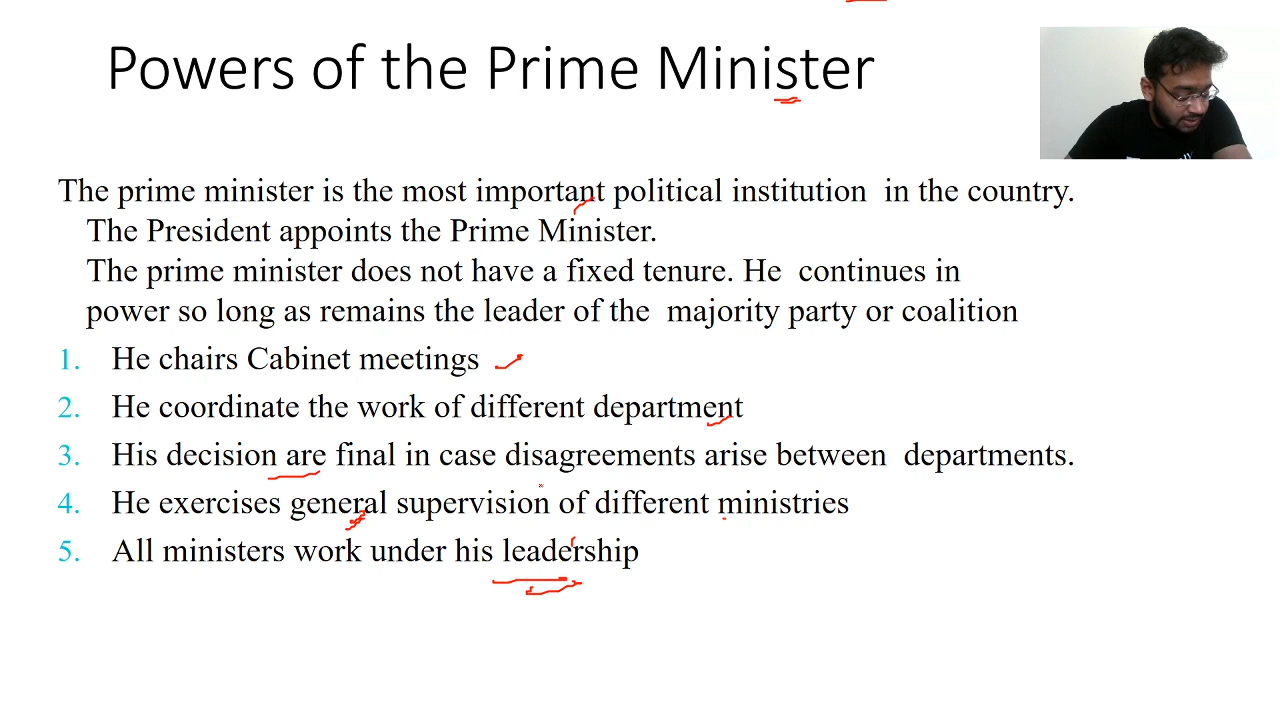 Powers of the Prime Minister
The prime minister is the most important political institution in the country.
The President appoints the Prime Minister.
The prime minister does not have a fixed tenure. He continues in
power so long as remains the leader of the majority party or coalition
1. He chairs Cabinet meetings
2. He coordinate the work of different department
3. His decision are final in case disagreements arise between departments.
4. He exercises general supervision of different ministries
5. All ministers work under his leadership